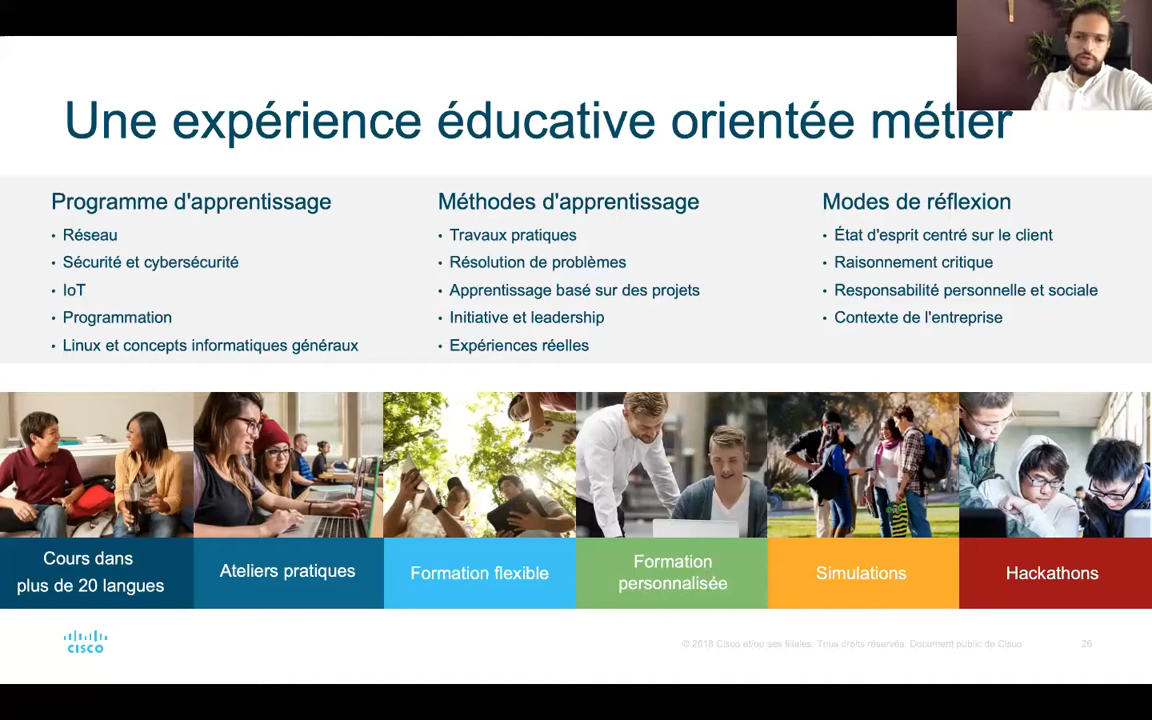 Une expérience éducative orientée métier
Programme d'apprentissage
• Réseau
• Sécurité et cybersécurité
• IoT
• Programmation
• Linux et concepts informatiques généraux
Méthodes d'apprentissage
• Travaux pratiques
• Résolution de problèmes
• Apprentissage basé sur des projets
• Initiative et leadership
• Expériences réelles
Modes de réflexion
• État d'esprit centré sur le client
• Raisonnement critique
• Responsabilité personnelle et sociale
• Contexte de l'entreprise
Cours dans
plus de 20 langues
Ateliers pratiques
Formation flexible
Formation
personnalisée
Simulations
Hackathons
CISCO
© 2018 Cisco et/ou ses filiales. Tous droits réservés. Document public de Cisco
26